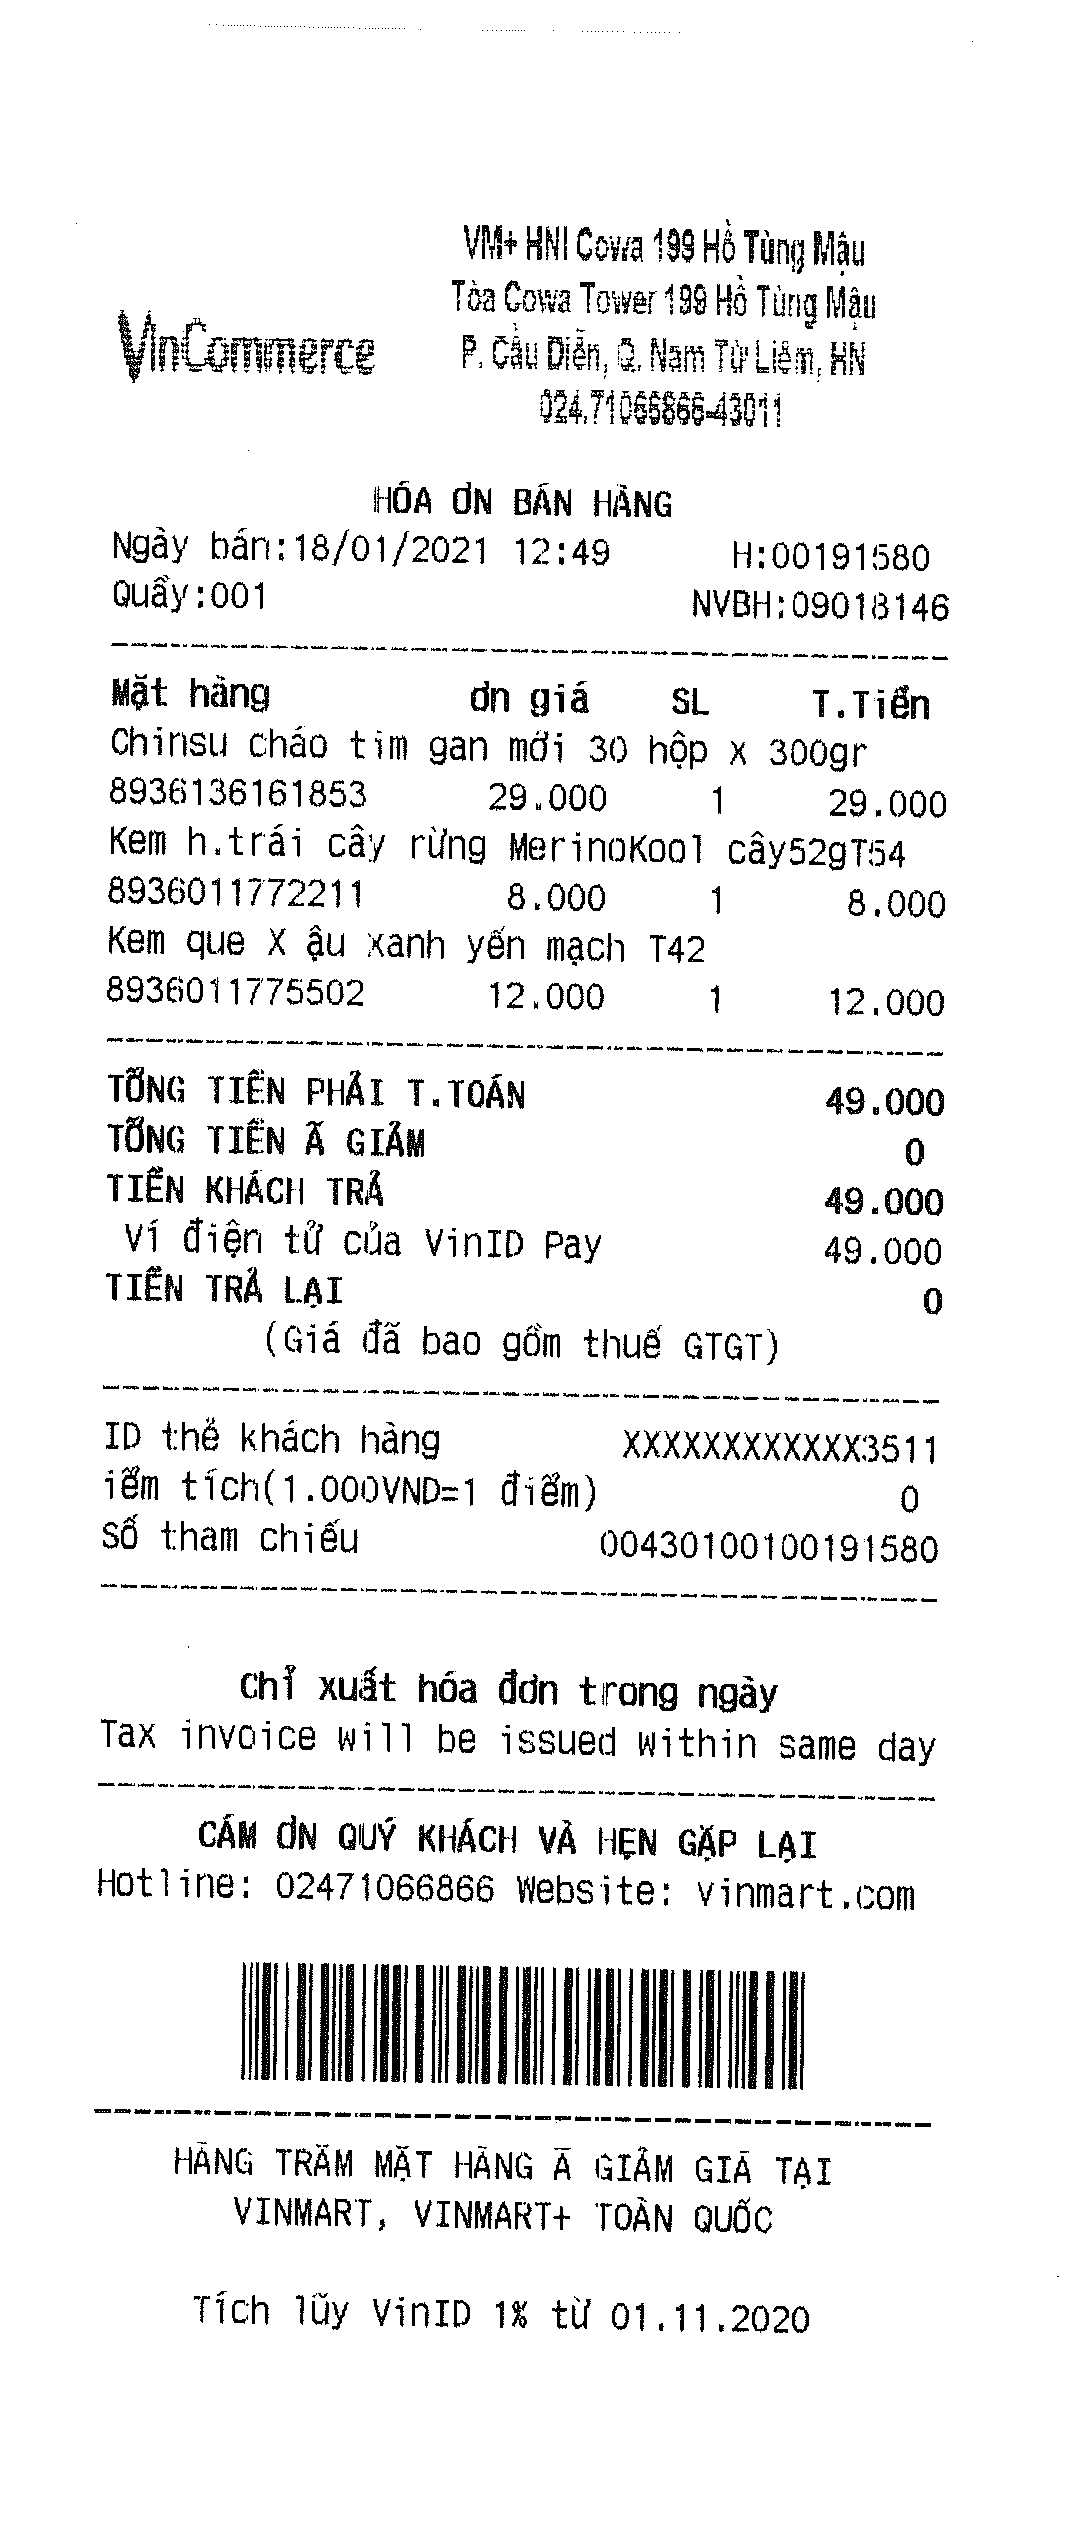 VinCommerce
VM+ HNI Cowa 199 Hồ Tùng Mậu
Tòa Cowa Tower 199 Hồ Tùng Mậu
P. Cầu Diễn, Q. Nam Từ Liêm, HN
024.71066866-43011
HÓA ƠN BÁN HÀNG
Ngày bán:18/01/2021 12:49 H:00191580
Quầy:001 NVBH:09018146
Mặt hàng ơn giá SL T.Tiền
Chinsu cháo tim gan mới 30 hộp x 300gr
8936136161853 29.000 1 29.000
Kem h.trái cây rừng MerinoKool cây52gT54
8936011772211 8.000 1 8.000
Kem que X ậu xanh yến mạch T42
8936011775502 12.000 1 12.000
TỔNG TIỀN PHẢI T.TOÁN 49.000
TỔNG TIỀN Ã GIẢM 0
TIỀN KHÁCH TRẢ 49.000
Ví điện tử của VinID Pay 49.000
TIỀN TRẢ LẠI 0
(Giá đã bao gồm thuế GTGT)
ID thẻ khách hàng XXXXXXXXXXXX3511
iểm tích(1.000VND=1 điểm) 0
Số tham chiếu 00430100100191580
Chỉ xuất hóa đơn trong ngày
Tax invoice will be issued within same day
CẢM ƠN QUÝ KHÁCH VÀ HẸN GẶP LẠI
Hotline: 02471066866 Website: vinmart.com
HÀNG TRĂM MẶT HÀNG Ã GIẢM GIÁ TẠI
VINMART, VINMART+ TOÀN QUỐC
Tích lũy VinID 1% từ 01.11.2020